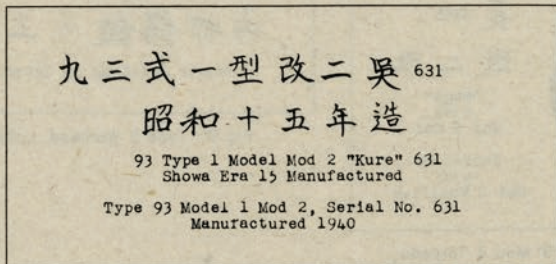 九三式一型改二吳 631
昭和十五年造
93 Type 1 Model Mod 2 "Kure" 631
Showa Era 15 Manufactured
Type 93 Model 1 Mod 2, Serial No. 631
Manufactured 1940